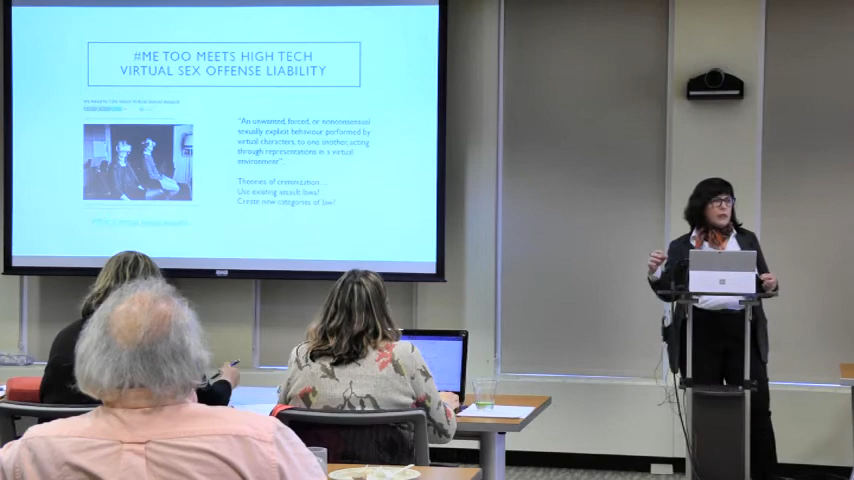 #ME TOO MEETS HIGH TECH
VIRTUAL SEX OFFENSE LIABILITY
"An unwanted, forced, or nonconsensual
sexually explicit behaviour performed by
virtual characters, to one another, acting
through representations in a virtual
environment".
Theories of criminization…
Use existing assault laws?
Create new categories of law?